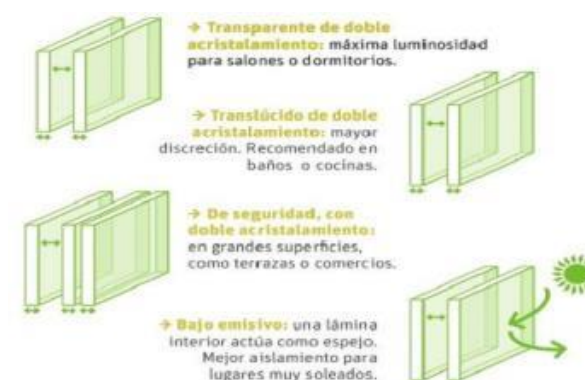 → Transparente de doble
acristalamiento: máxima luminosidad
para salones o dormitorios.
→ Translúcido de doble
acristalamiento: mayor
discreción. Recomendado en
baños o cocinas.
→ De seguridad, con
doble acristalamiento:
en grandes superficies,
como terrazas o comercios.
→ Bajo emisivo: una lámina
interior actúa como espejo.
Mejor aislamiento para
lugares muy soleados.